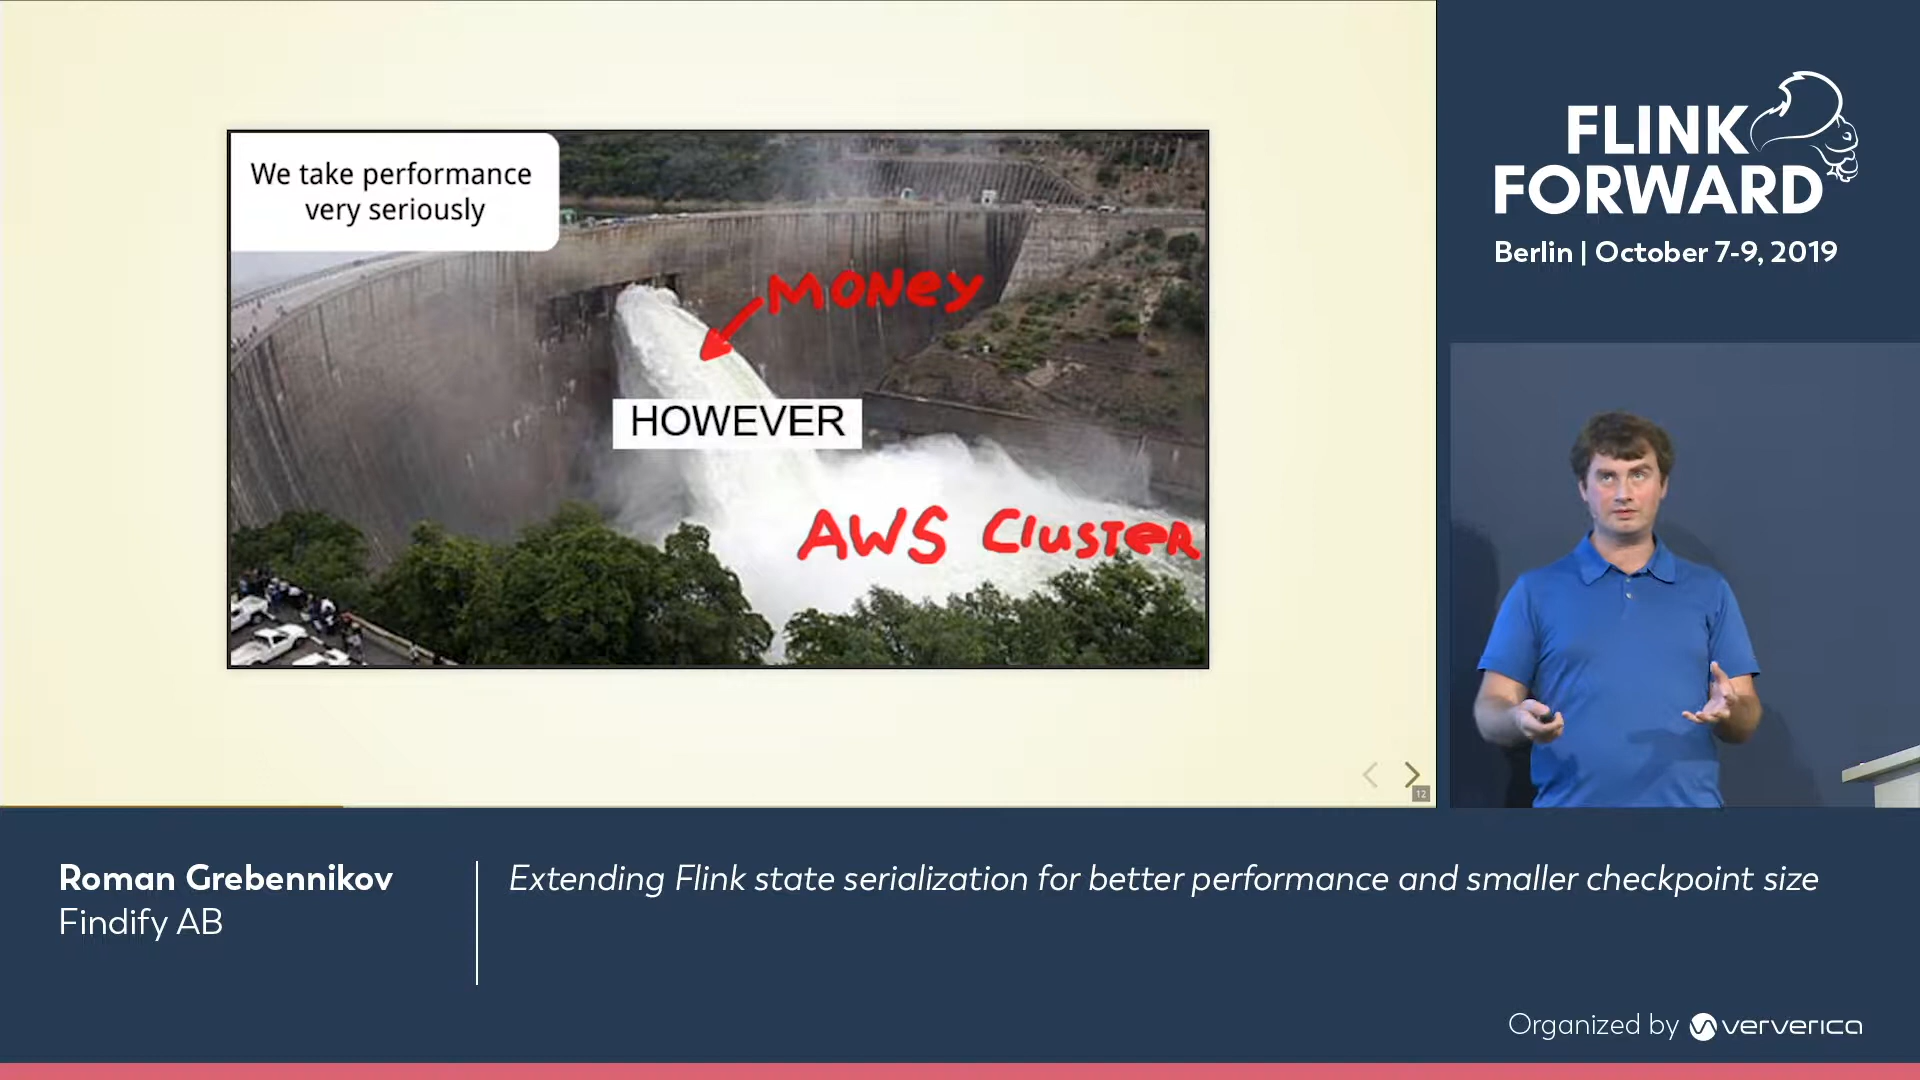 We take performance
very seriously
MONey
HOWEVER
AWS ClusTeR
12
FLINK
FORWARD
Berlin | October 7-9, 2019
Roman Grebennikov
Findify AB
Extending Flink state serialization for better performance and smaller checkpoint size
Organized by ververica